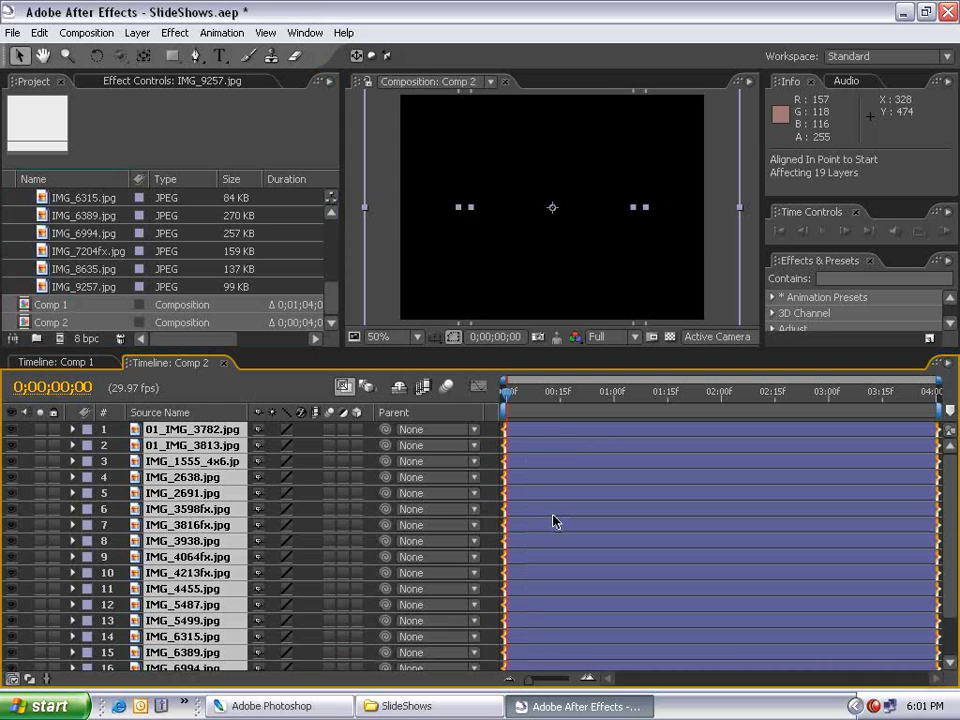 Adobe After Effects - SlideShows.aep *
File Edit Composition Layer Effect Animation View Window Help
Workspace: Standard
Project Effect Controls: IMG_9257.jpg
Composition: Comp 2
Info Audio
R : 157 X : 328
G : 118 Y : 474
B : 116
A : 255
Aligned In Point to Start
Affecting 19 Layers
Name Type Size Duration
IMG_6315.jpg JPEG 84 KB
IMG_6389.jpg JPEG 270 KB
IMG_6994.jpg JPEG 257 KB
IMG_7204fx.jpg JPEG 159 KB
IMG_8635.jpg JPEG 137 KB
IMG_9257.jpg JPEG 99 KB
Comp 1 Composition Δ 0;01;04;0
Comp 2 Composition Δ 0;00;04;0
8 bpc
Time Controls
Effects & Presets
Contains:
* Animation Presets
3D Channel
Adjust
50% 0;00;00;00 Full Active Camera
Timeline: Comp 1 Timeline: Comp 2
0;00;00;00 (29.97 fps)
00:15F 01:00F 01:15F 02:00F 02:15F 03:00F 03:15F 04:00
# Source Name Parent
1 01_IMG_3782.jpg None
2 01_IMG_3813.jpg None
3 IMG_1555_4x6.jp None
4 IMG_2638.jpg None
5 IMG_2691.jpg None
6 IMG_3598fx.jpg None
7 IMG_3816fx.jpg None
8 IMG_3938.jpg None
9 IMG_4064fx.jpg None
10 IMG_4213fx.jpg None
11 IMG_4455.jpg None
12 IMG_5487.jpg None
13 IMG_5499.jpg None
14 IMG_6315.jpg None
15 IMG_6389.jpg None
16 IMG_6994.jpg None
start Adobe Photoshop SlideShows Adobe After Effects -... 6:01 PM